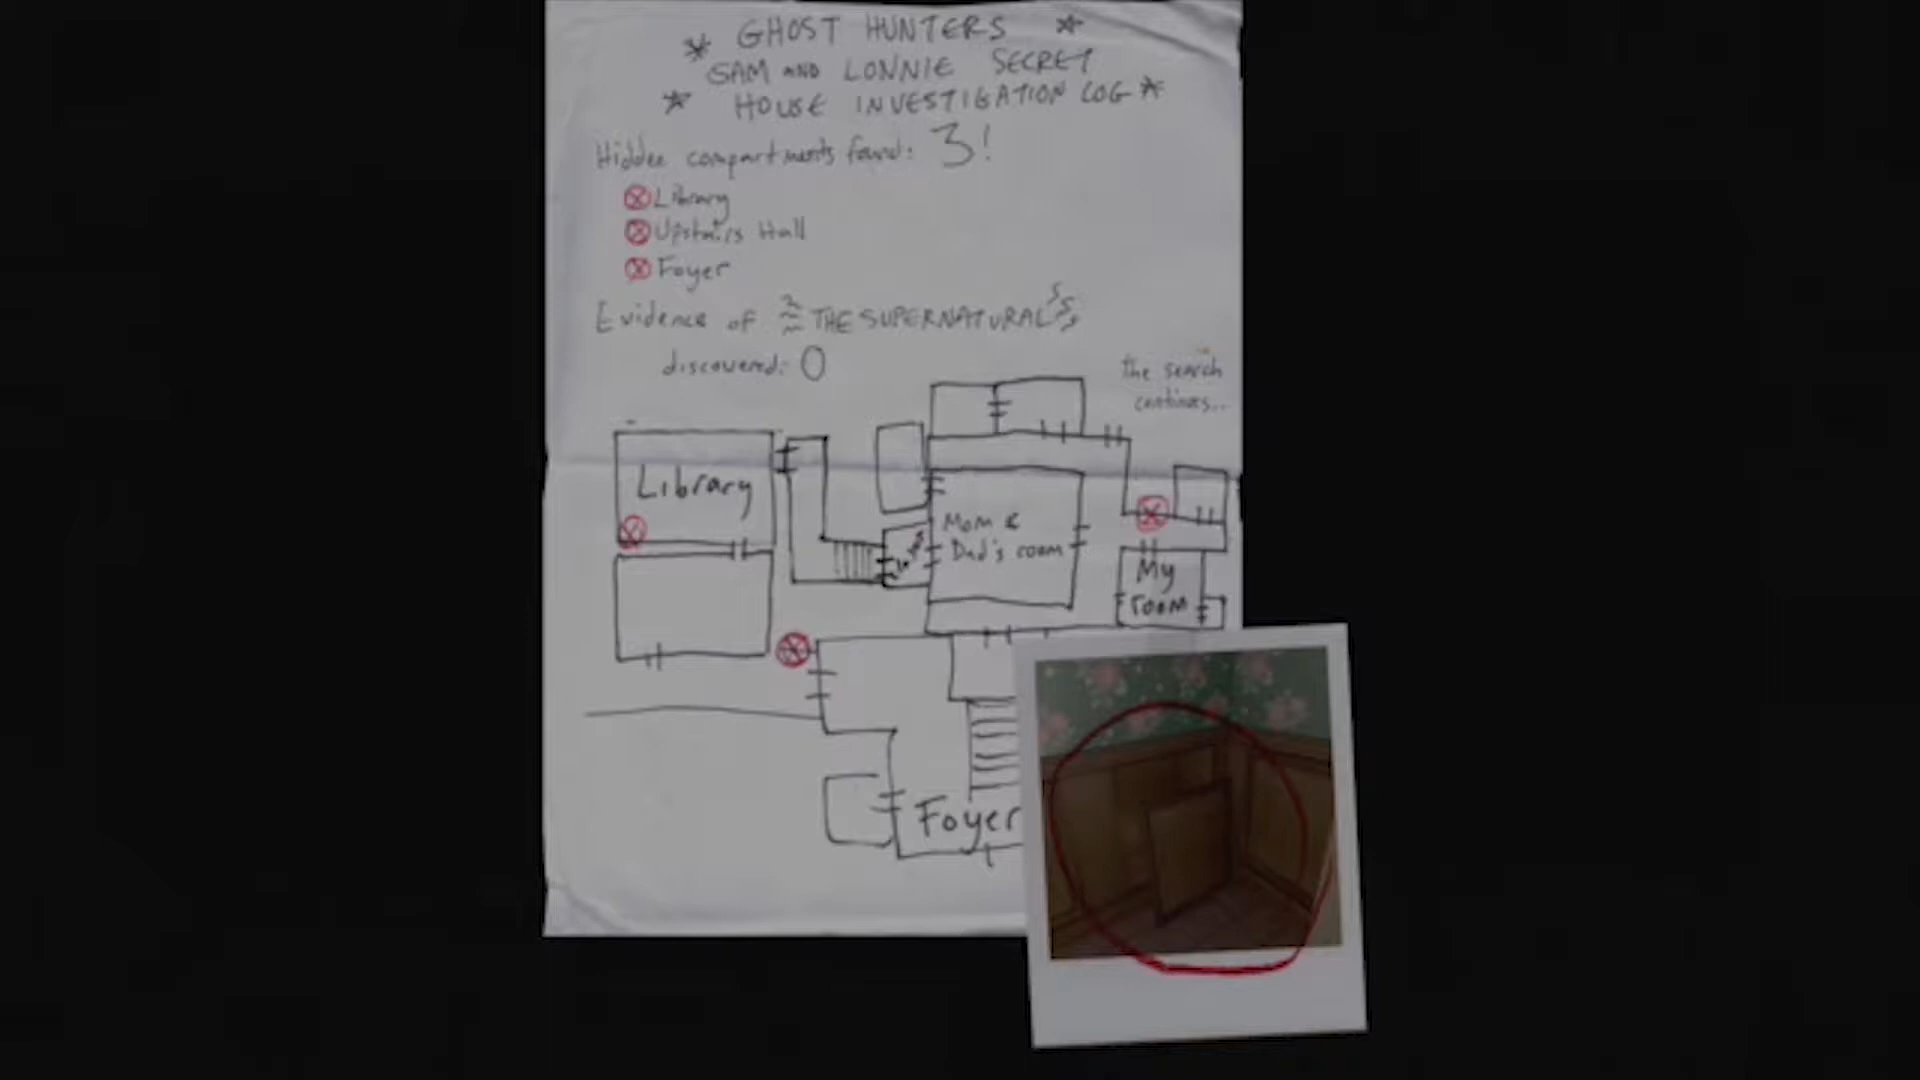 GHOST HUNTERS
SAM AND LONNIE SECRET
HOUSE INVESTIGATION LOG
Hidden compartments found: 3!
Library
Upstairs Hall
Foyer
Evidence of THE SUPERNATURAL
discovered: 0
the search
continues..
Library
Mom &
Dad's room
My
room
Foyer